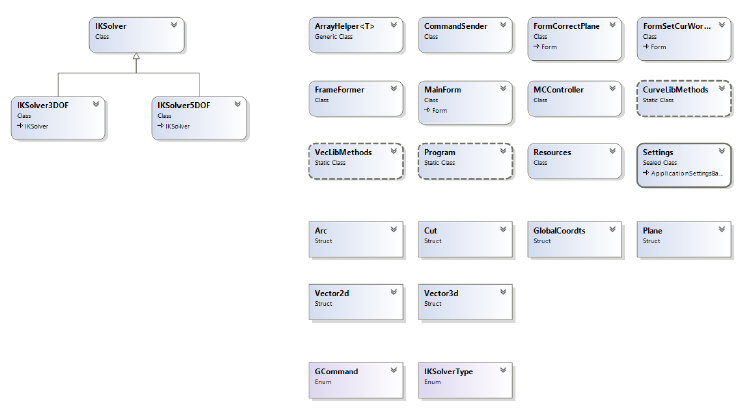 IKSolver
Class
IKSolver3DOF
Class
IKSolver
IKSolver5DOF
Class
IKSolver
ArrayHelper<T>
Generic Class
CommandSender
Class
FormCorrectPlane
Class
Form
FormSetCurWor...
Class
Form
FrameFormer
Class
MainForm
Class
Form
MCController
Class
CurveLibMethods
Static Class
VecLibMethods
Static Class
Program
Static Class
Resources
Class
Settings
Sealed Class
ApplicationSettingsBa...
Arc
Struct
Cut
Struct
GlobalCoordts
Struct
Plane
Struct
Vector2d
Struct
Vector3d
Struct
GCommand
Enum
IKSolverType
Enum